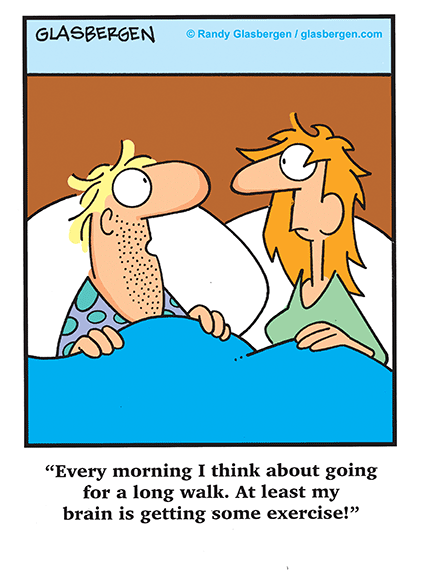 GLASBERGEN
© Randy Glasbergen / glasbergen.com
“Every morning I think about going
for a long walk. At least my
brain is getting some exercise!”